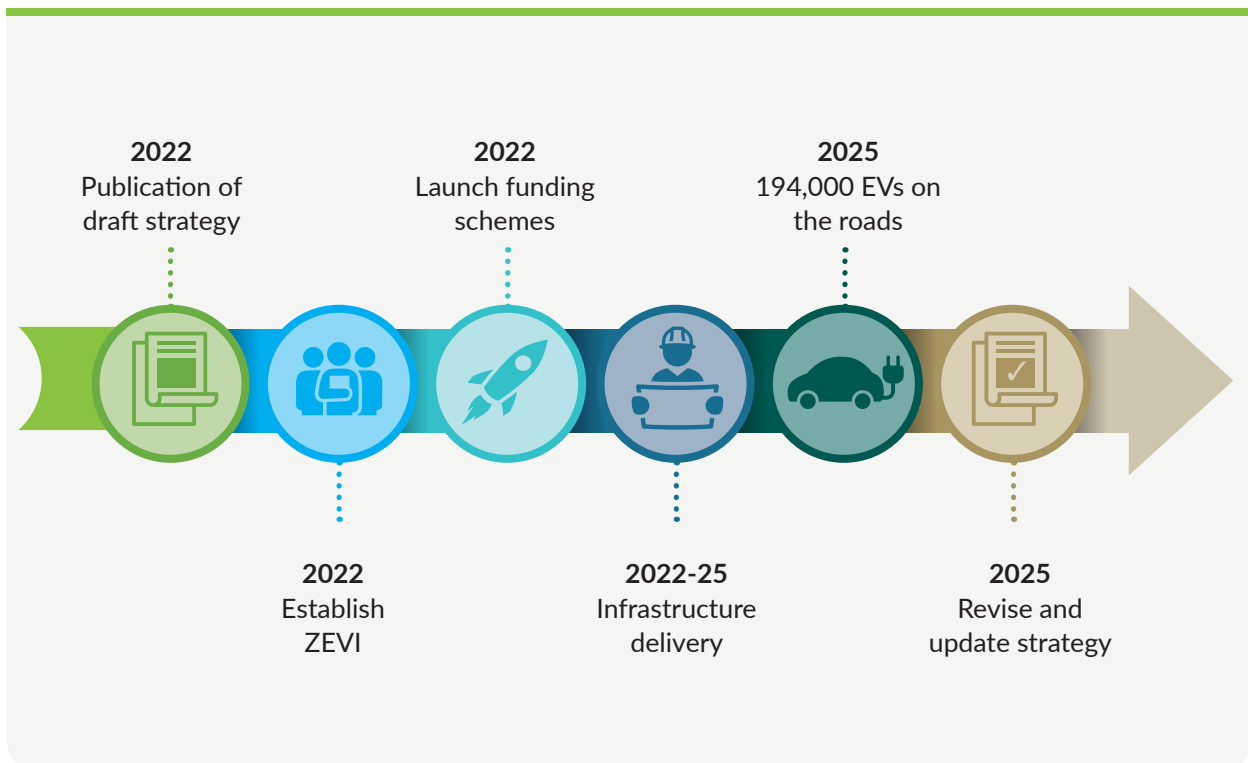 2022
Publication of
draft strategy
2022
Establish
ZEVI
2022
Launch funding
schemes
2022-25
Infrastructure
delivery
2025
194,000 EVs on
the roads
2025
Revise and
update strategy